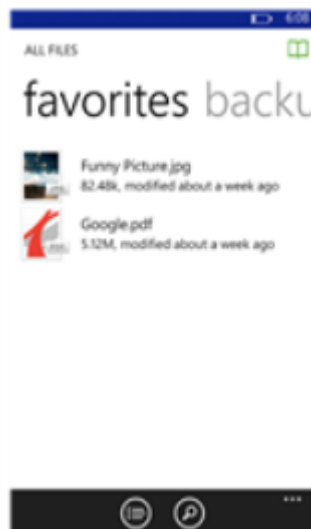 6:08
ALL FILES
favorites backu
Funny Picture.jpg
82.48k, modified about a week ago
Google.pdf
5.12M, modified about a week ago